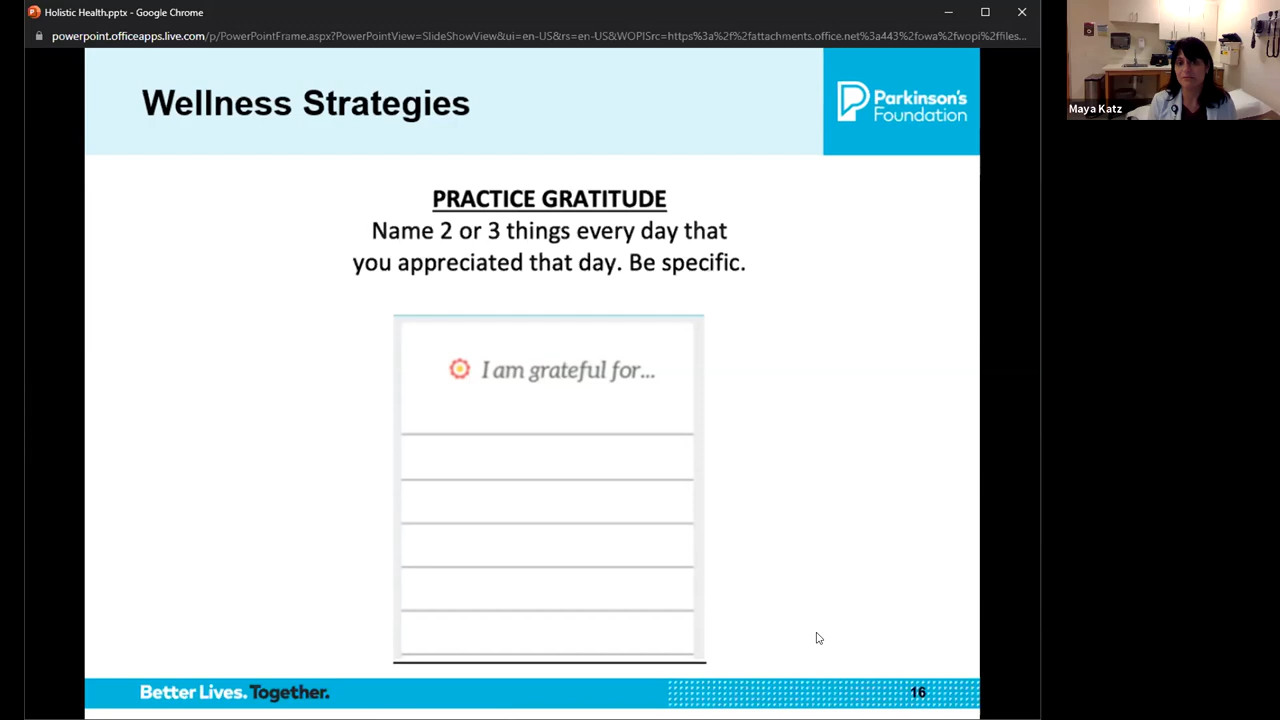 Holistic Health.pptx - Google Chrome
powerpoint.officeapps.live.com/p/PowerPointFrame.aspx?PowerPointView=SlideShowView&ui=en-US&rs=en-US&WOPISrc=https%3a%2f%2fattachments.office.net%3a443%2fowa%2fwopi%2ffiles...
Wellness Strategies
Parkinson's
Foundation
PRACTICE GRATITUDE
Name 2 or 3 things every day that
you appreciated that day. Be specific.
I am grateful for...
Better Lives. Together.
16
Maya Katz